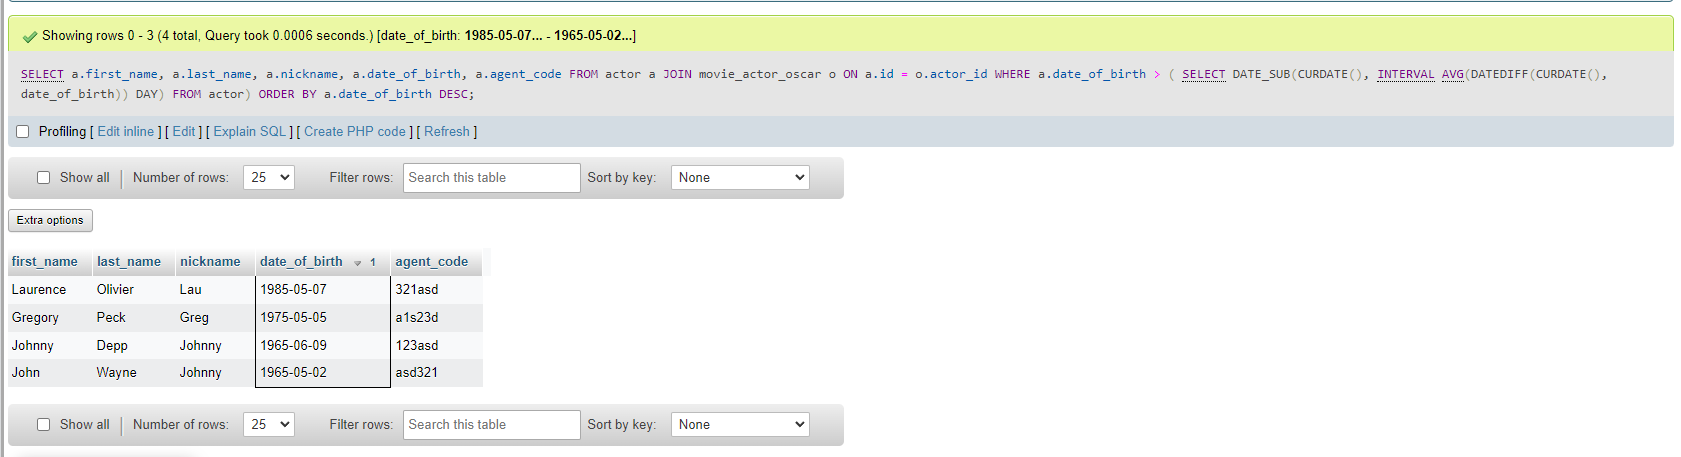 Showing rows 0 - 3 (4 total, Query took 0.0006 seconds.) [date_of_birth: 1985-05-07... - 1965-05-02...]
SELECT a.first_name, a.last_name, a.nickname, a.date_of_birth, a.agent_code FROM actor a JOIN movie_actor_oscar o ON a.id = o.actor_id WHERE a.date_of_birth > ( SELECT DATE_SUB(CURDATE(), INTERVAL AVG(DATEDIFF(CURDATE(),
date_of_birth)) DAY) FROM actor) ORDER BY a.date_of_birth DESC;
Profiling [ Edit inline ] [ Edit ] [ Explain SQL ] [ Create PHP code ] [ Refresh ]
Show all | Number of rows: 25 Filter rows: Search this table Sort by key: None
Extra options
first_name last_name nickname date_of_birth 1 agent_code
Laurence Olivier Lau 1985-05-07 321asd
Gregory Peck Greg 1975-05-05 a1s23d
Johnny Depp Johnny 1965-06-09 123asd
John Wayne Johnny 1965-05-02 asd321
Show all | Number of rows: 25 Filter rows: Search this table Sort by key: None